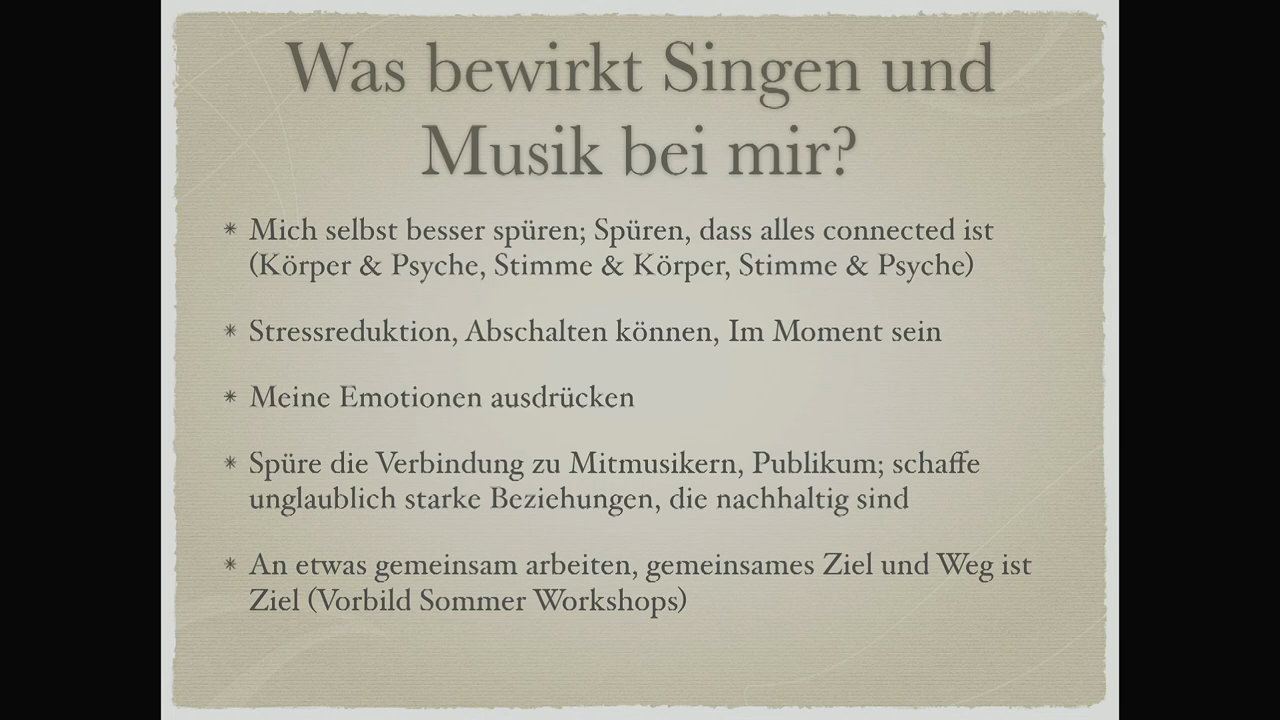 Was bewirkt Singen und
Musik bei mir?
* Mich selbst besser spüren; Spüren, dass alles connected ist
(Körper & Psyche, Stimme & Körper, Stimme & Psyche)
* Stressreduktion, Abschalten können, Im Moment sein
* Meine Emotionen ausdrücken
* Spüre die Verbindung zu Mitmusikern, Publikum; schaffe
unglaublich starke Beziehungen, die nachhaltig sind
* An etwas gemeinsam arbeiten, gemeinsames Ziel und Weg ist
Ziel (Vorbild Sommer Workshops)